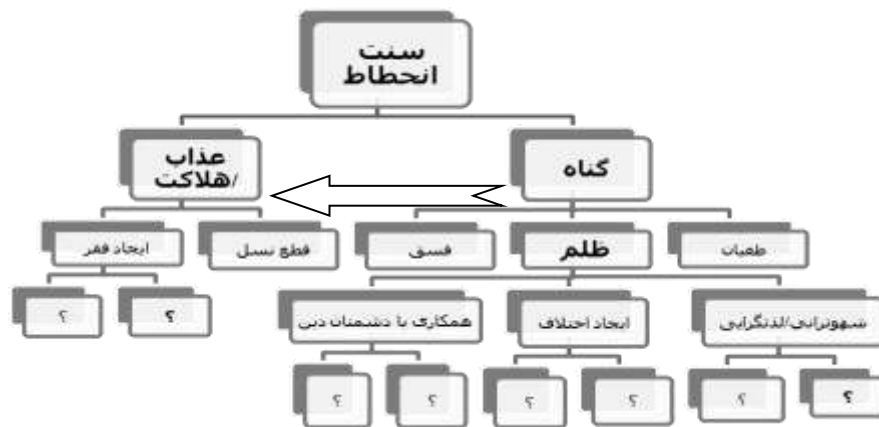 سنت
انحطاط
گناه
عذاب
/هلاکت
طغیان
ظلم
فسق
قطع نسل
ایجاد فقر
شهوترانی/لذتگرایی
ایجاد اختلاف
همکاری با دشمنان دین
؟
؟
؟
؟
؟
؟
؟
؟